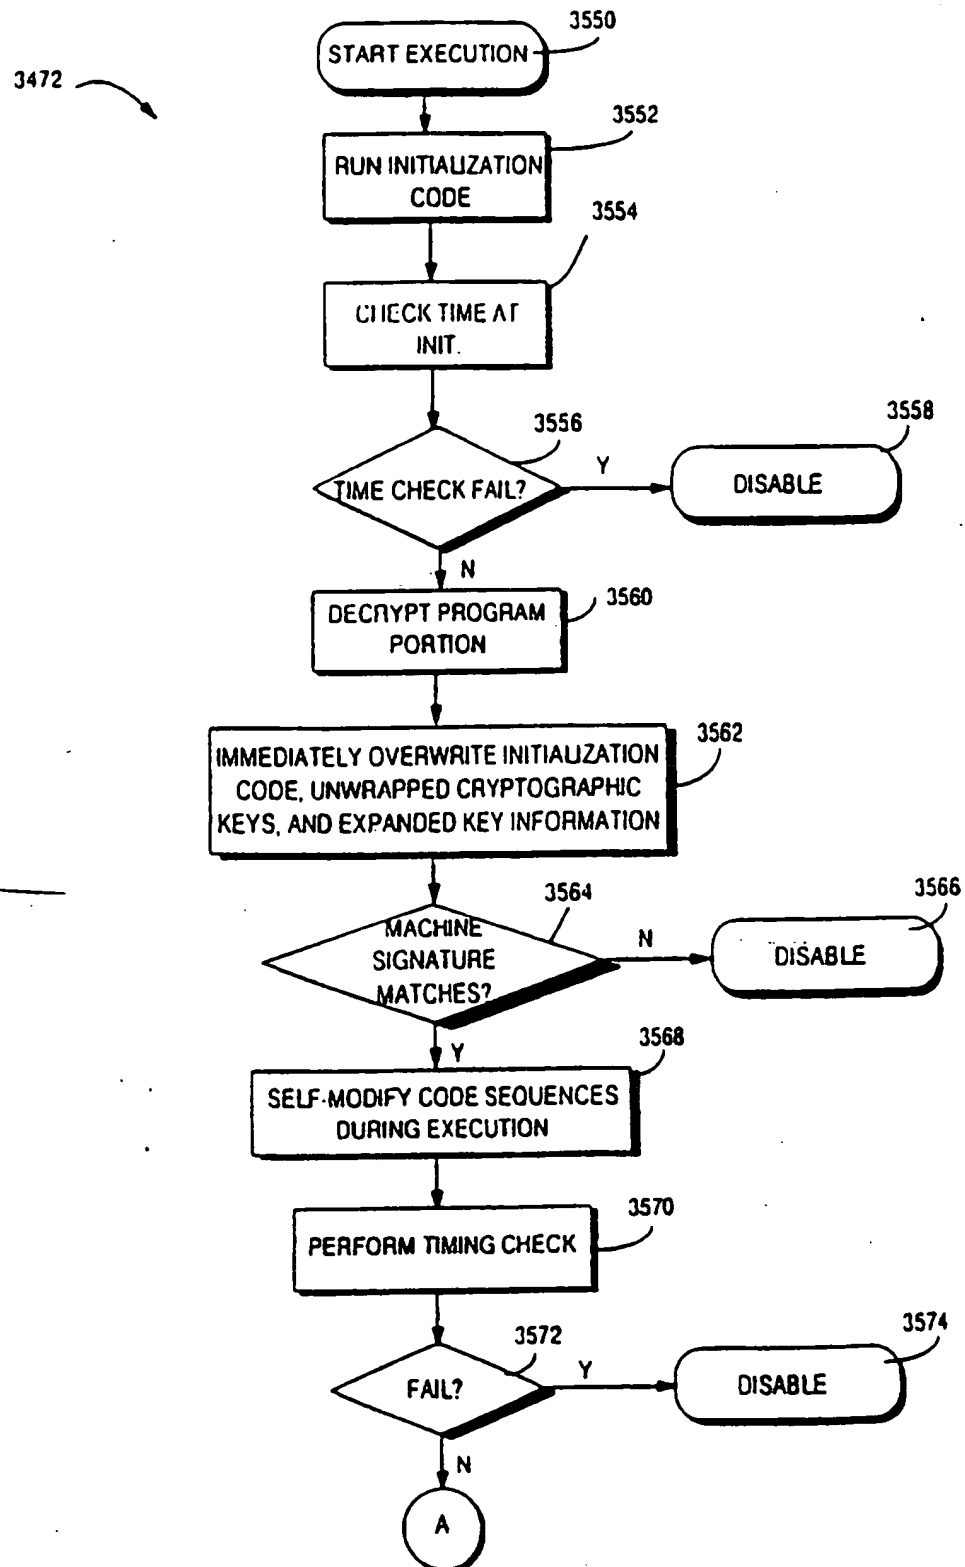 3550
START EXECUTION
3472
3552
RUN INITIALIZATION
CODE
3554
CHECK TIME AT
INIT.
3556
3558
TIME CHECK FAIL?
Y
DISABLE
N
3560
DECRYPT PROGRAM
PORTION
3562
IMMEDIATELY OVERWRITE INITIALIZATION
CODE, UNWRAPPED CRYPTOGRAPHIC
KEYS, AND EXPANDED KEY INFORMATION
3564
3566
MACHINE
SIGNATURE
MATCHES?
N
DISABLE
Y
3568
SELF-MODIFY CODE SEQUENCES
DURING EXECUTION
3570
PERFORM TIMING CHECK
3572
3574
FAIL?
Y
DISABLE
N
A